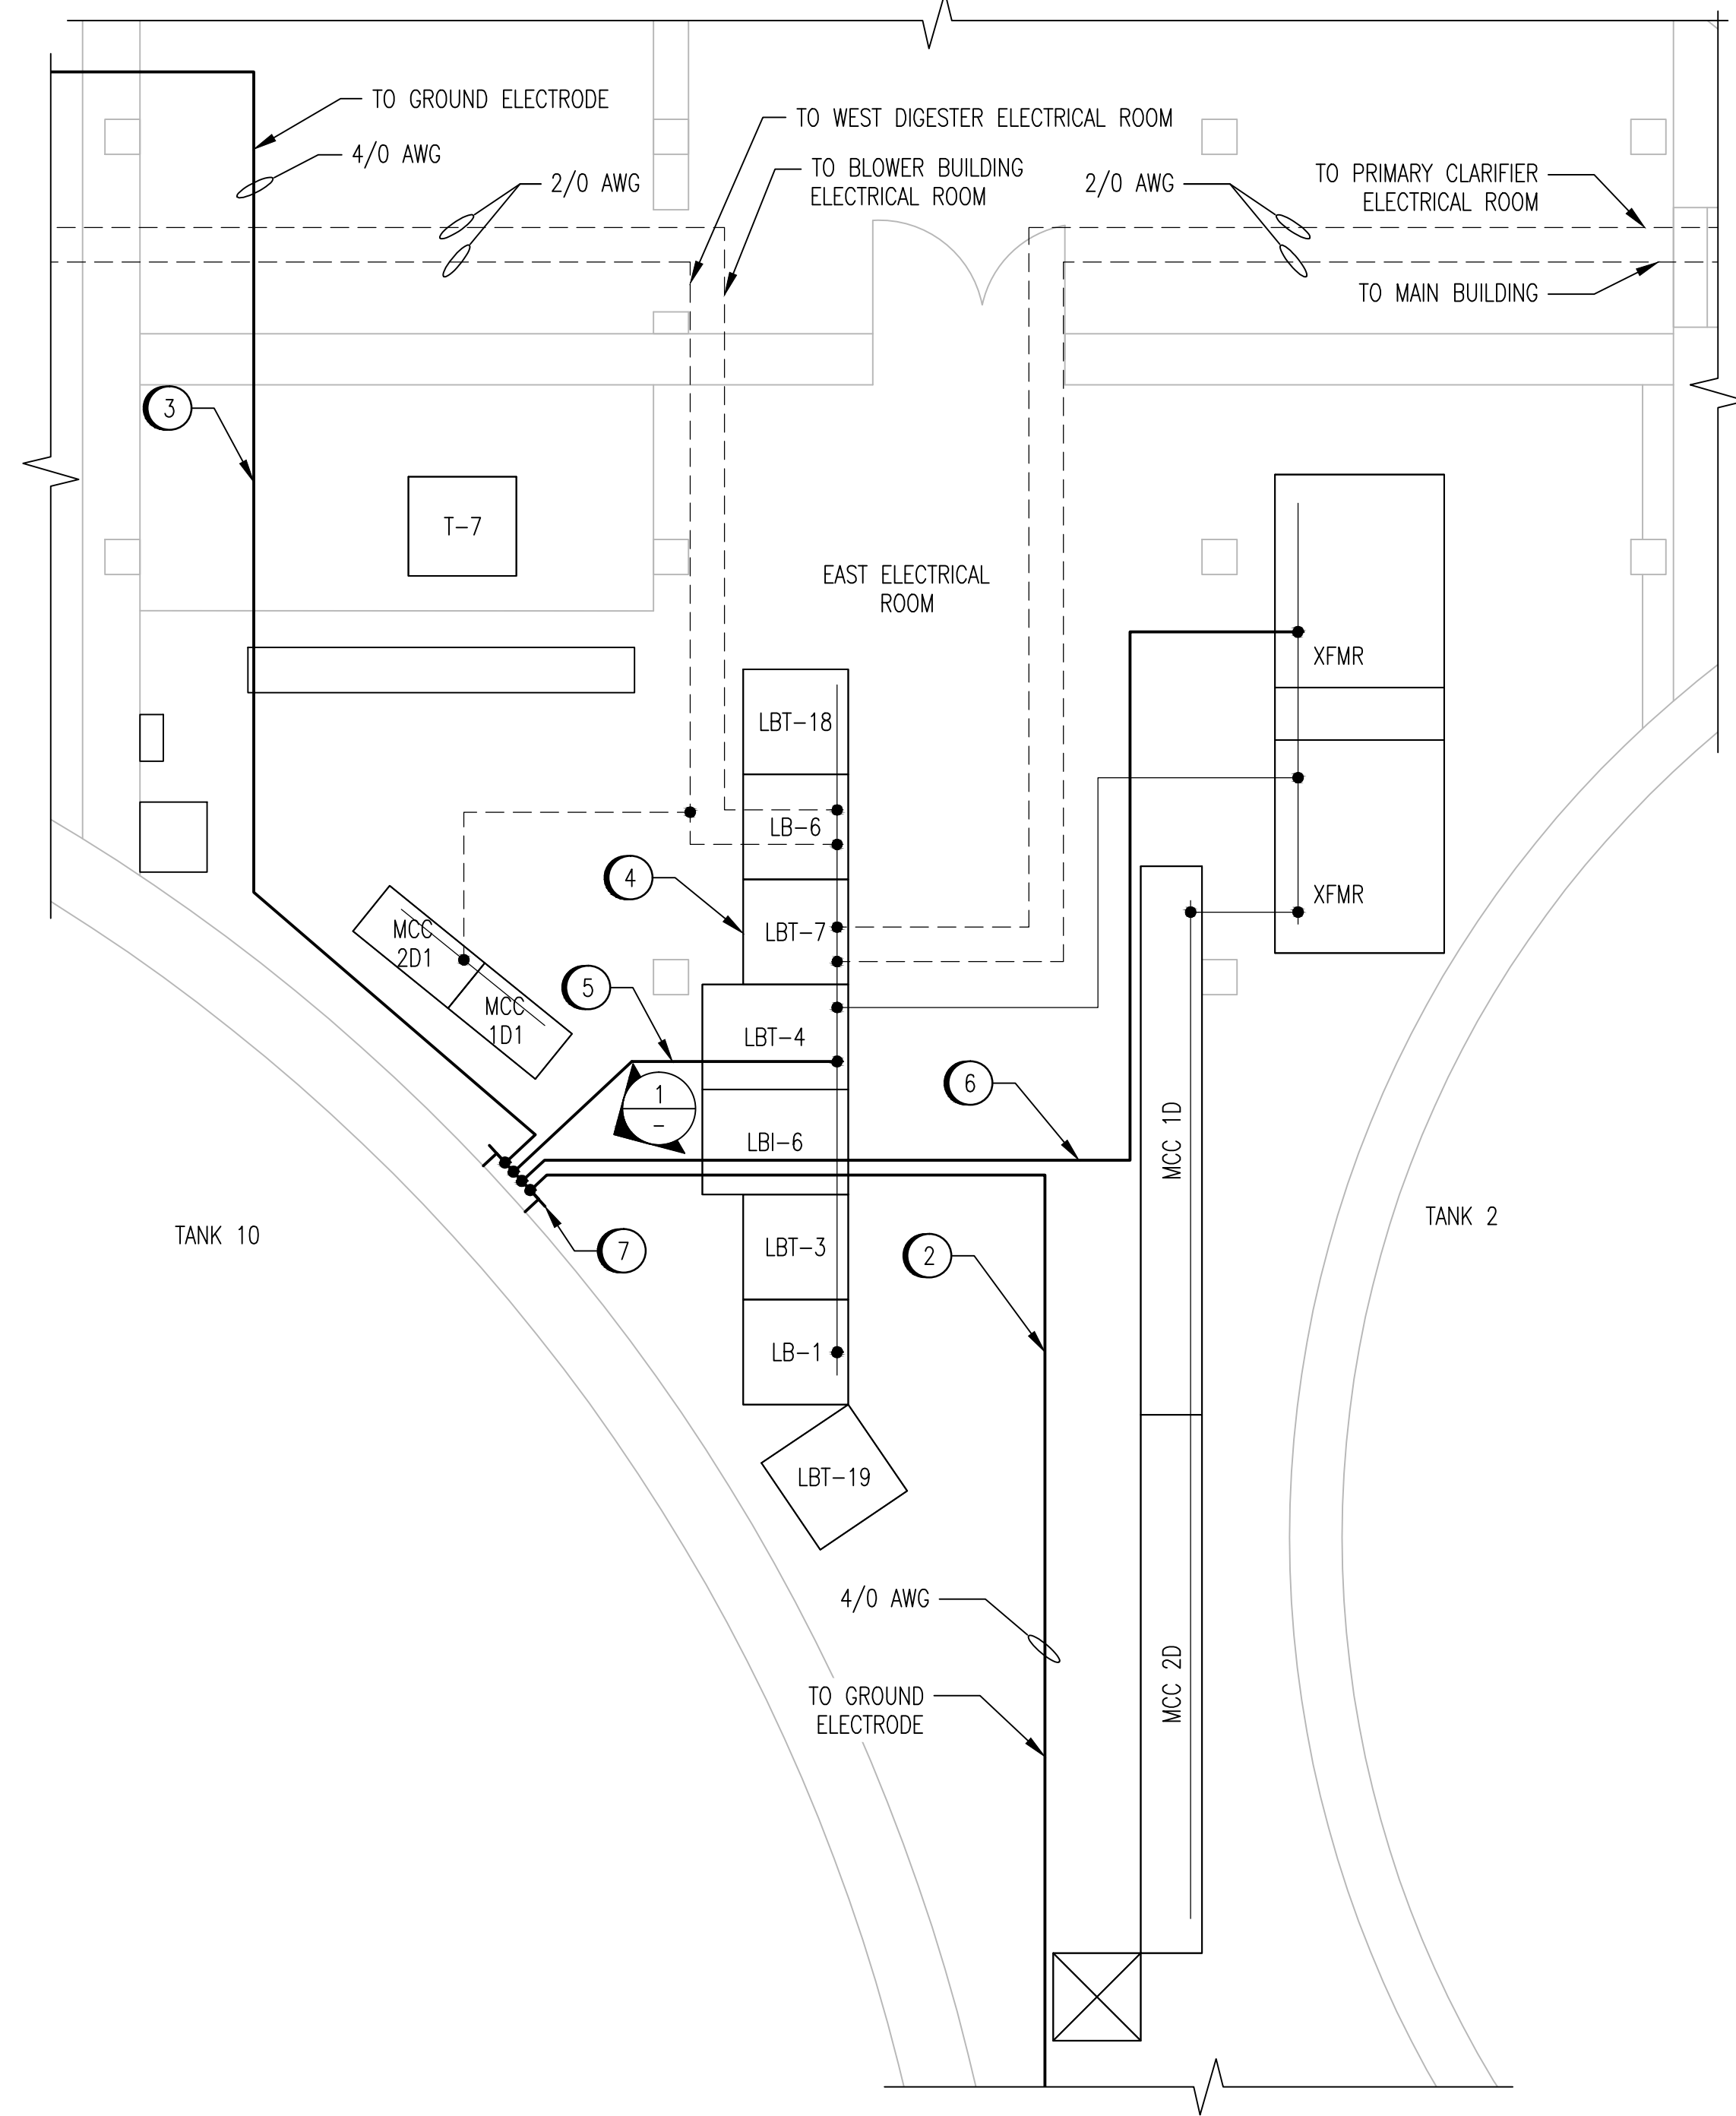 TO GROUND ELECTRODE
4/0 AWG
2/0 AWG
TO WEST DIGESTER ELECTRICAL ROOM
TO BLOWER BUILDING
ELECTRICAL ROOM
2/0 AWG
TO PRIMARY CLARIFIER
ELECTRICAL ROOM
TO MAIN BUILDING
3
T-7
EAST ELECTRICAL
ROOM
XFMR
LBT-18
LB-6
4
XFMR
MCC
2D1
LBT-7
5
MCC
1D1
LBT-4
1
-
6
MCC 1D
LBI-6
TANK 10
TANK 2
7
LBT-3
2
LB-1
LBT-19
4/0 AWG
MCC 2D
TO GROUND
ELECTRODE